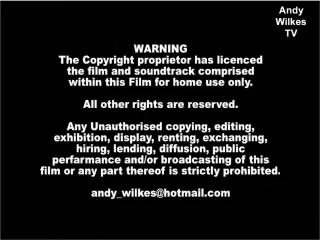 Andy
Wilkes
TV
WARNING
The Copyright proprietor has licenced
the film and soundtrack comprised
within this Film for home use only.
All other rights are reserved.
Any Unauthorised copying, editing,
exhibition, display, renting, exchanging,
hiring, lending, diffusion, public
perfarmance and/or broadcasting of this
film or any part thereof is strictly prohibited.
andy_wilkes@hotmail.com